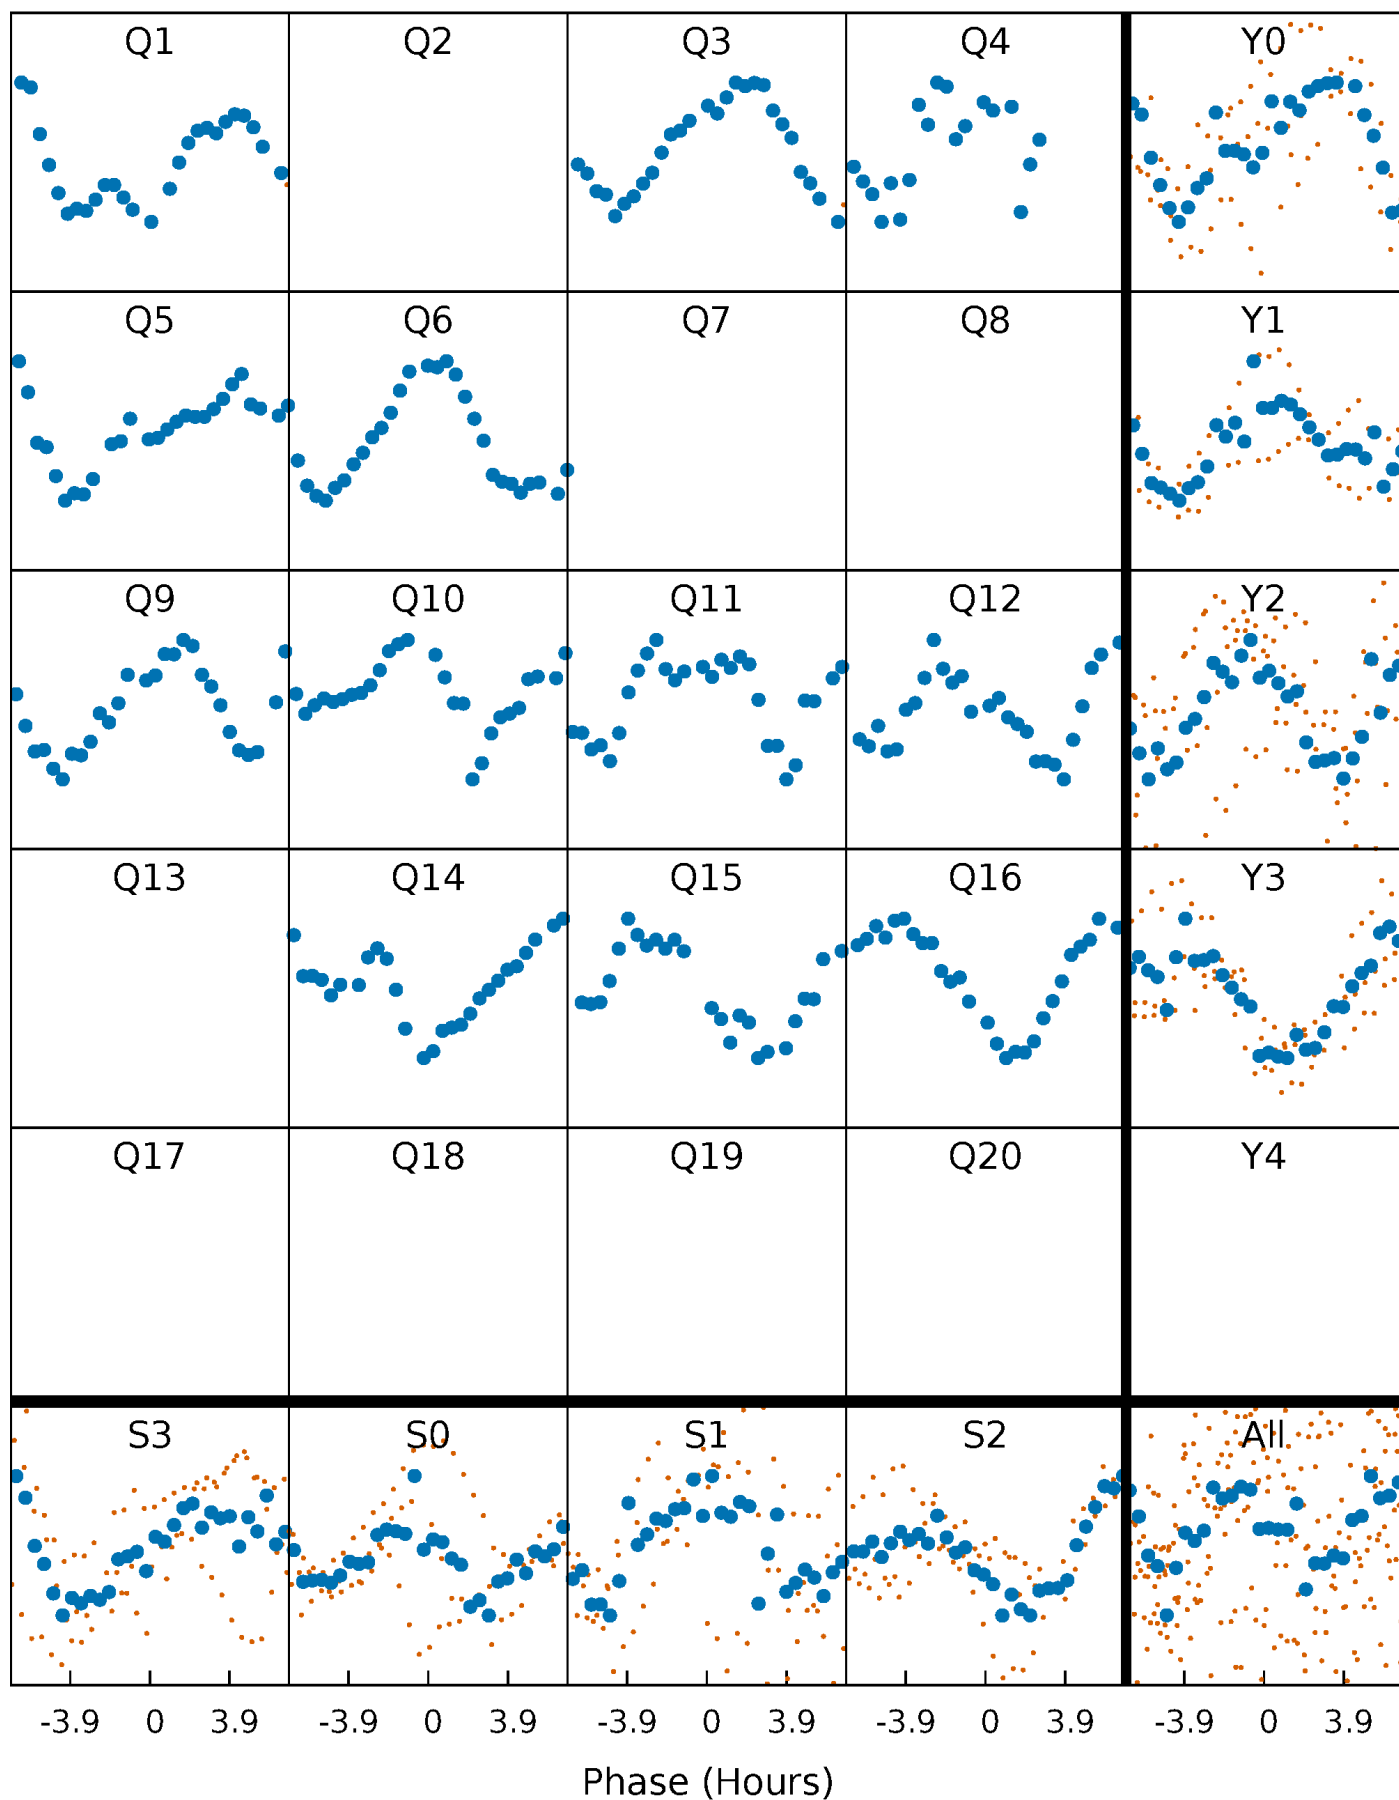 Q1 Q2 Q3 Q4 Y0
Q5 Q6 Q7 Q8 Y1
Q9 Q10 Q11 Q12 Y2
Q13 Q14 Q15 Q16 Y3
Q17 Q18 Q19 Q20 Y4
S3 S0 S1 S2 All
-3.9 0 3.9 -3.9 0 3.9 -3.9 0 3.9 -3.9 0 3.9 -3.9 0 3.9
Phase (Hours)